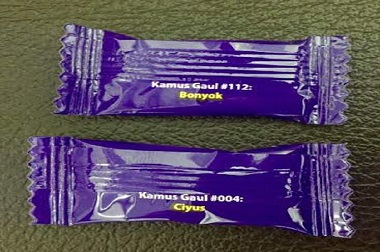 Kamus Gaul #112:
Bonyok
Kamus Gaul #004:
Ciyus